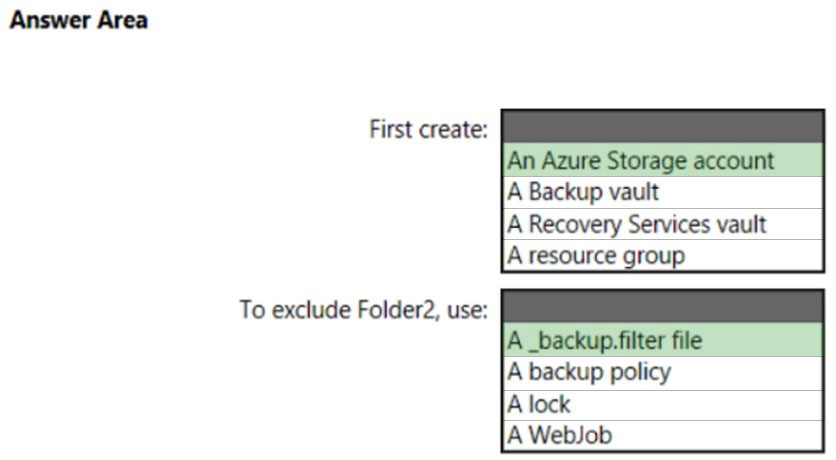 Answer Area
First create:
An Azure Storage account
A Backup vault
A Recovery Services vault
A resource group
To exclude Folder2, use:
A _backup.filter file
A backup policy
A lock
A WebJob